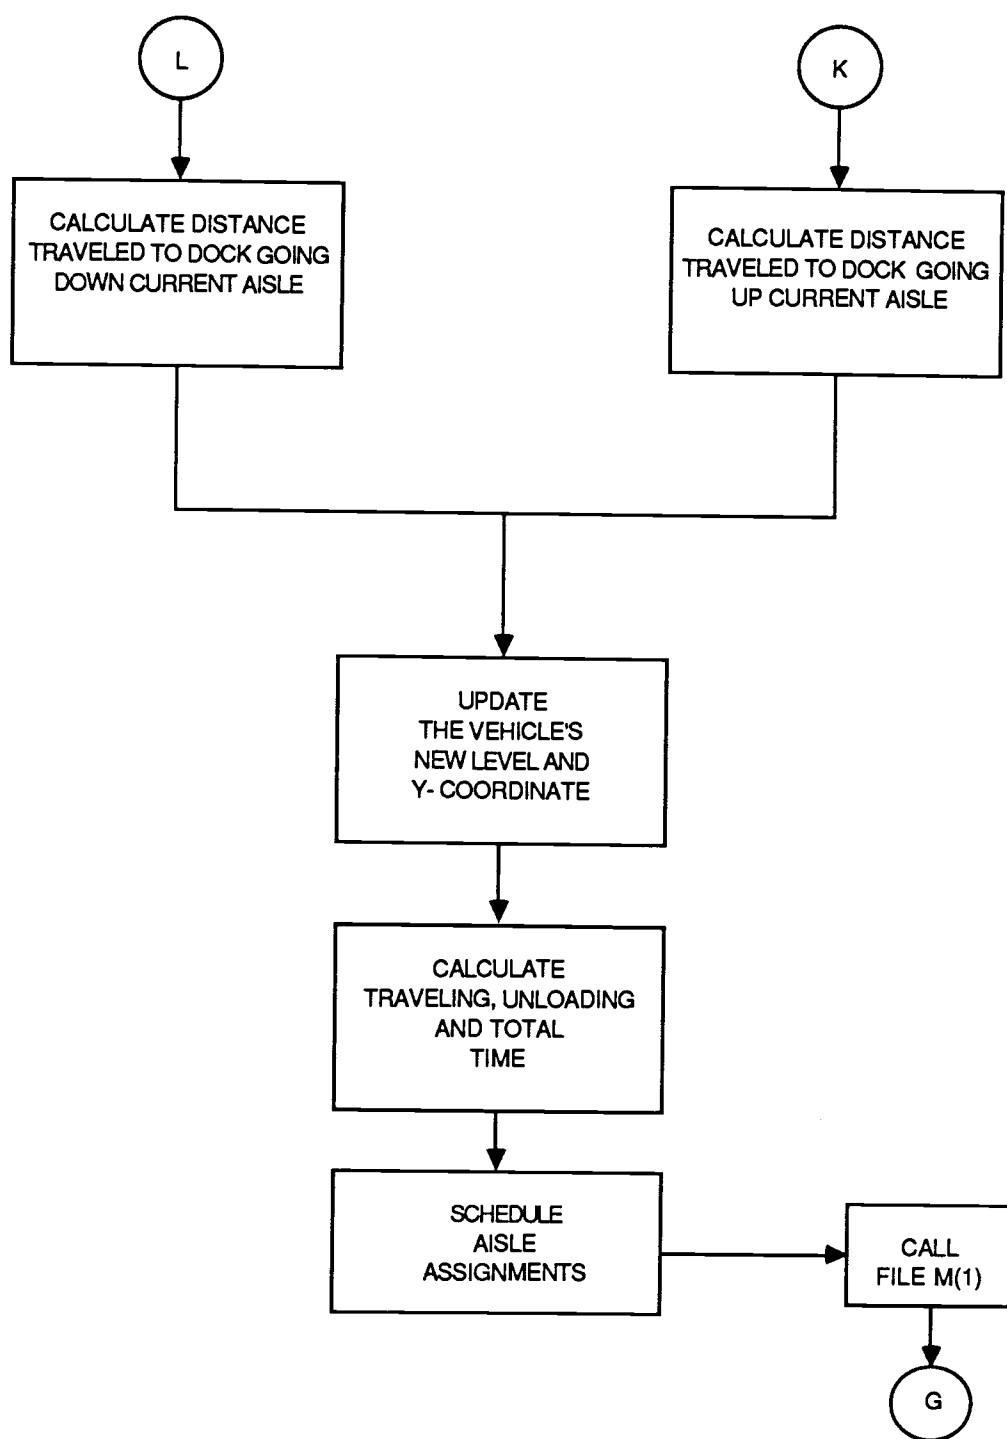 L
K
CALCULATE DISTANCE
TRAVELED TO DOCK GOING
DOWN CURRENT AISLE
CALCULATE DISTANCE
TRAVELED TO DOCK GOING
UP CURRENT AISLE
UPDATE
THE VEHICLE'S
NEW LEVEL AND
Y- COORDINATE
CALCULATE
TRAVELING, UNLOADING
AND TOTAL
TIME
SCHEDULE
AISLE
ASSIGNMENTS
CALL
FILE M(1)
G